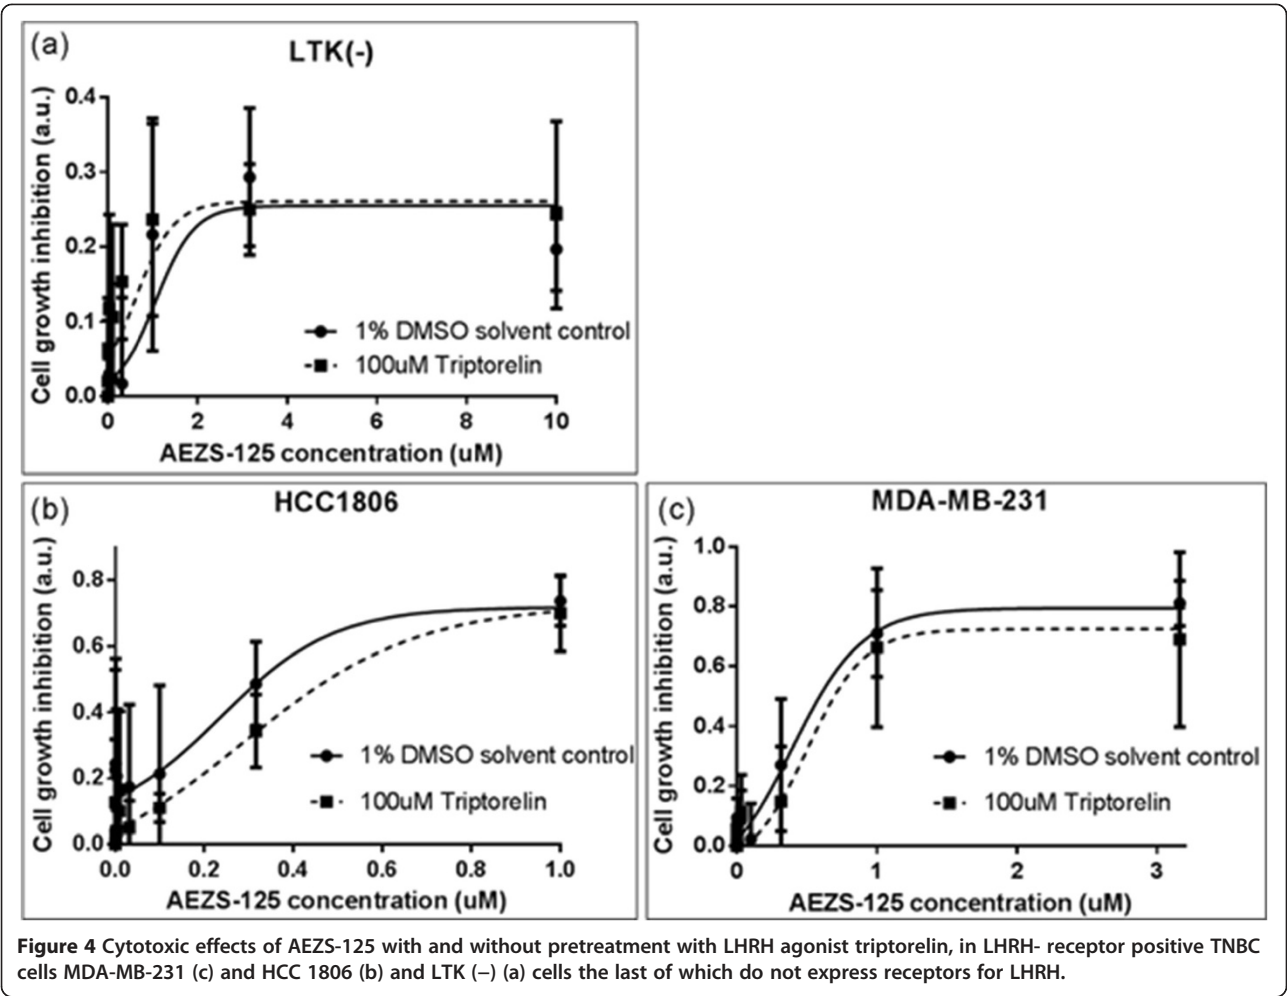 (a)
LTK(-)
Cell growth inhibition (a.u.)
0.4
0.3
0.2
0.1
0.0
0 2 4 6 8 10
1% DMSO solvent control
100uM Triptorelin
AEZS-125 concentration (uM)
(b)
HCC1806
Cell growth inhibition (a.u.)
0.8
0.6
0.4
0.2
0.0
0.0 0.2 0.4 0.6 0.8 1.0
1% DMSO solvent control
100uM Triptorelin
AEZS-125 concentration (uM)
(c)
MDA-MB-231
Cell growth inhibition (a.u.)
1.0
0.8
0.6
0.4
0.2
0.0
0 1 2 3
1% DMSO solvent control
100uM Triptorelin
AEZS-125 concentration (uM)
Figure 4 Cytotoxic effects of AEZS-125 with and without pretreatment with LHRH agonist triptorelin, in LHRH- receptor positive TNBC
cells MDA-MB-231 (c) and HCC 1806 (b) and LTK (−) (a) cells the last of which do not express receptors for LHRH.